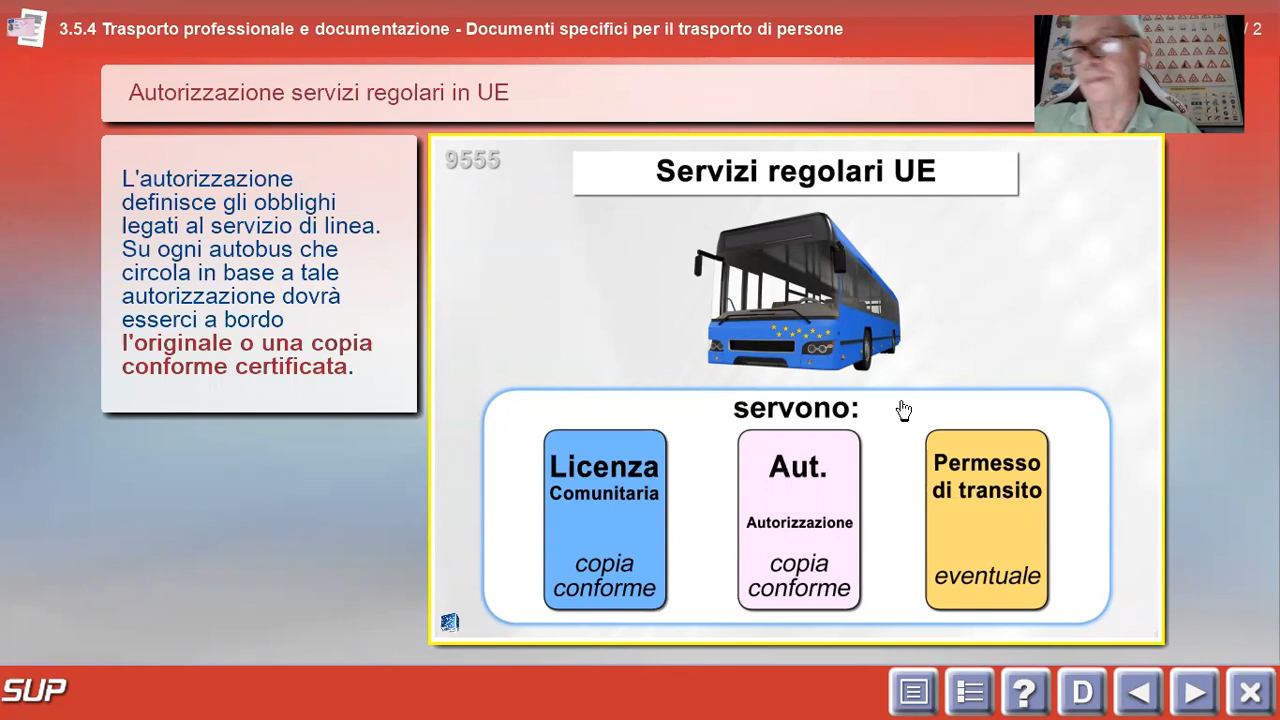 3.5.4 Trasporto professionale e documentazione - Documenti specifici per il trasporto di persone
/ 2
Autorizzazione servizi regolari in UE
L'autorizzazione
definisce gli obblighi
legati al servizio di linea.
Su ogni autobus che
circola in base a tale
autorizzazione dovrà
esserci a bordo
l'originale o una copia
conforme certificata.
9555
Servizi regolari UE
servono:
Licenza
Comunitaria
copia
conforme
Aut.
Autorizzazione
copia
conforme
Permesso
di transito
eventuale
SUP
?
D